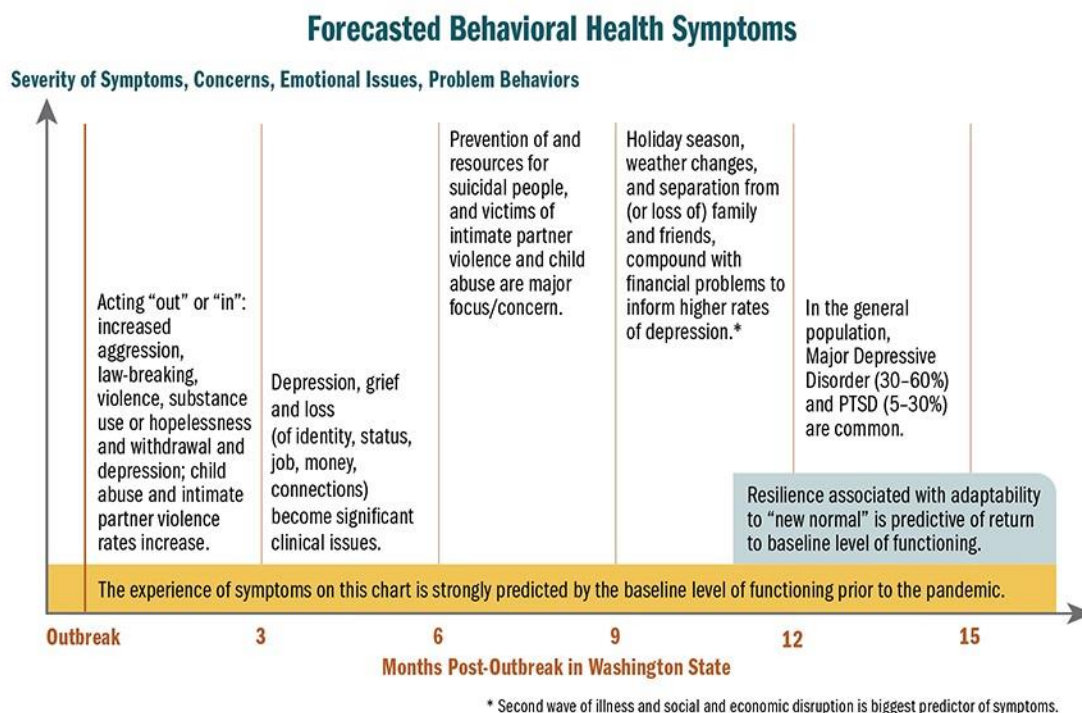 Forecasted Behavioral Health Symptoms
Severity of Symptoms, Concerns, Emotional Issues, Problem Behaviors
Acting “out” or “in”:
increased
aggression,
law-breaking,
violence, substance
use or hopelessness
and withdrawal and
depression; child
abuse and intimate
partner violence
rates increase.
Depression, grief
and loss
(of identity, status,
job, money,
connections)
become significant
clinical issues.
Prevention of and
resources for
suicidal people,
and victims of
intimate partner
violence and child
abuse are major
focus/concern.
Holiday season,
weather changes,
and separation from
(or loss of) family
and friends,
compound with
financial problems to
inform higher rates
of depression.*
In the general
population,
Major Depressive
Disorder (30–60%)
and PTSD (5–30%)
are common.
Resilience associated with adaptability
to “new normal” is predictive of return
to baseline level of functioning.
The experience of symptoms on this chart is strongly predicted by the baseline level of functioning prior to the pandemic.
Outbreak 3 6 9 12 15
Months Post-Outbreak in Washington State
* Second wave of illness and social and economic disruption is biggest predictor of symptoms.